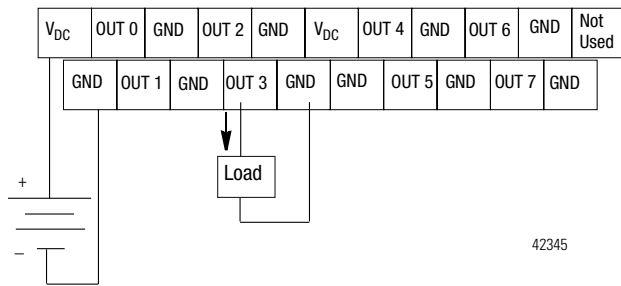 VDC OUT 0 GND OUT 2 GND VDC OUT 4 GND OUT 6 GND Not Used
GND OUT 1 GND OUT 3 GND GND OUT 5 GND OUT 7 GND
Load
+
–
42345